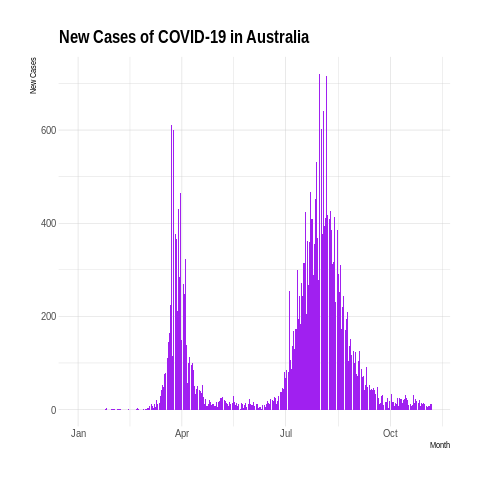 New Cases of COVID-19 in Australia
New Cases
600
400
200
0
Jan Apr Jul Oct
Month